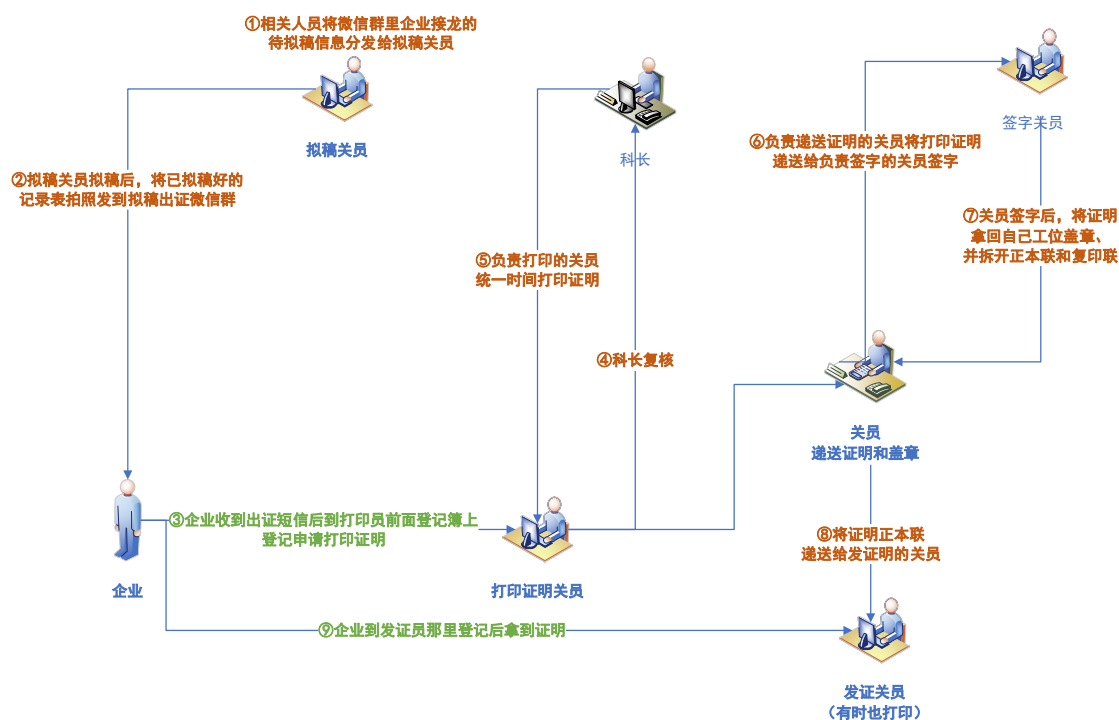 ①相关人员将微信群里企业接龙的
待拟稿信息分发给拟稿关员
拟稿关员
②拟稿关员拟稿后，将已拟稿好的
记录表拍照发到拟稿出证微信群
科长
签字关员
⑥负责递送证明的关员将打印证明
递送给负责签字的关员签字
⑦关员签字后，将证明
拿回自己工位盖章、
并拆开正本联和复印联
⑤负责打印的关员
统一时间打印证明
④科长复核
关员
递送证明和盖章
③企业收到出证短信后到打印员前面登记簿上
登记申请打印证明
企业
打印证明关员
⑧将证明正本联
递送给发证明的关员
⑨企业到发证员那里登记后拿到证明
发证关员
（有时也打印）